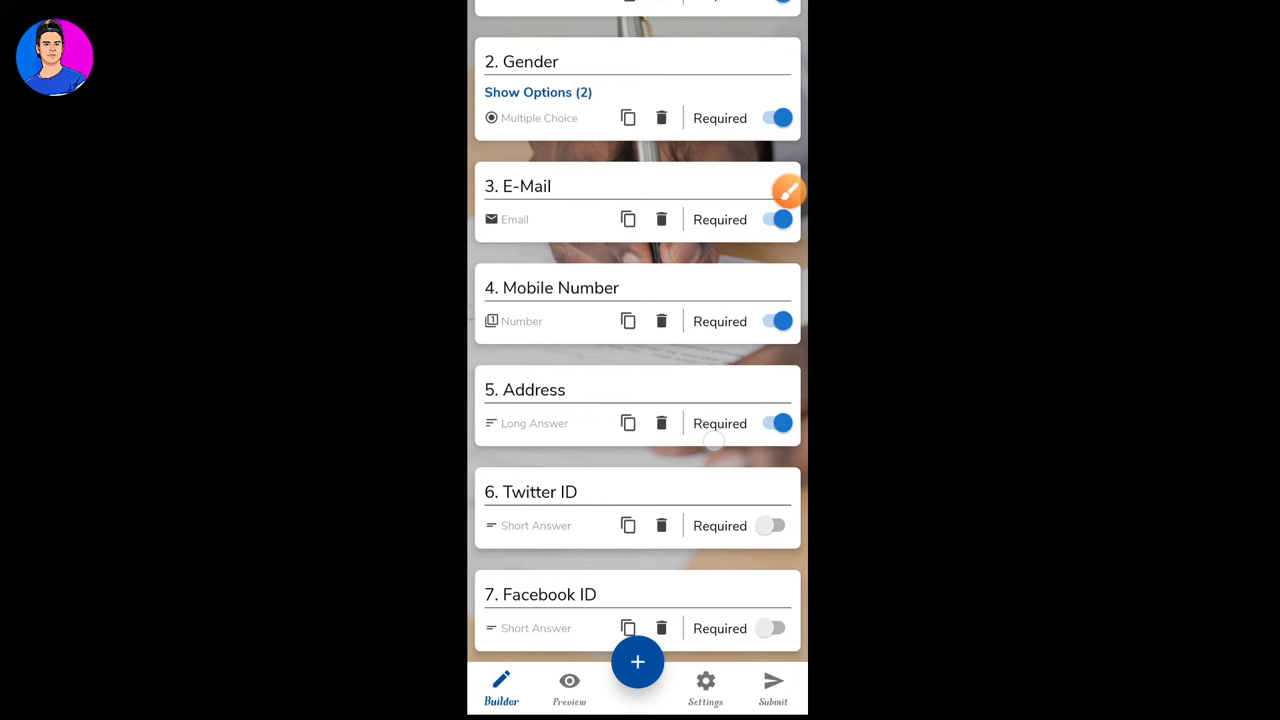 2. Gender
Show Options (2)
Multiple Choice Required
3. E-Mail
Email Required
4. Mobile Number
Number Required
5. Address
Long Answer Required
6. Twitter ID
Short Answer Required
7. Facebook ID
Short Answer Required
Builder Preview Settings Submit